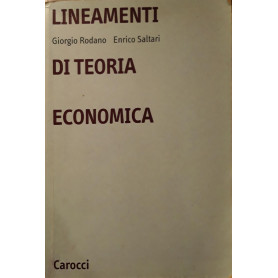 LINEAMENTI
Giorgio Rodano Enrico Saltari
DI TEORIA
ECONOMICA
Carocci